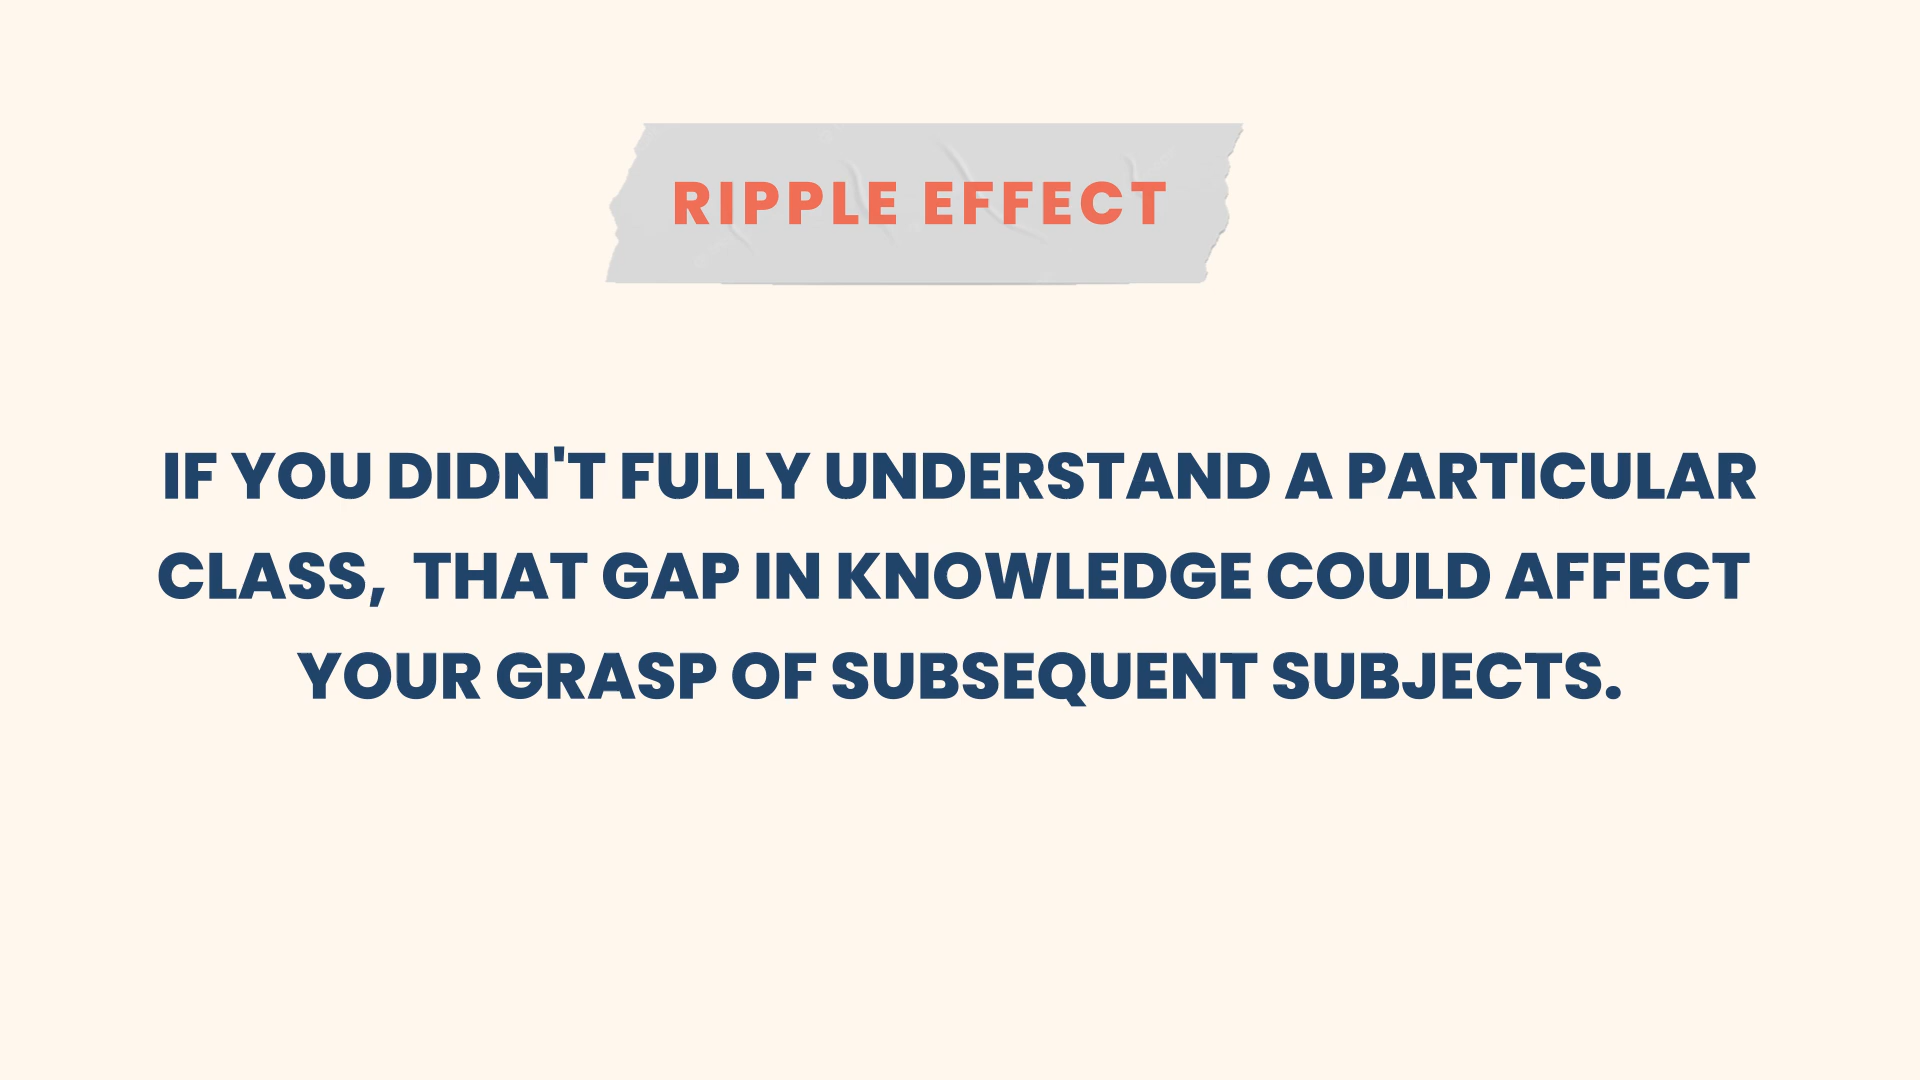 RIPPLE EFFECT
IF YOU DIDN'T FULLY UNDERSTAND A PARTICULAR
CLASS,  THAT GAP IN KNOWLEDGE COULD AFFECT
YOUR GRASP OF SUBSEQUENT SUBJECTS.